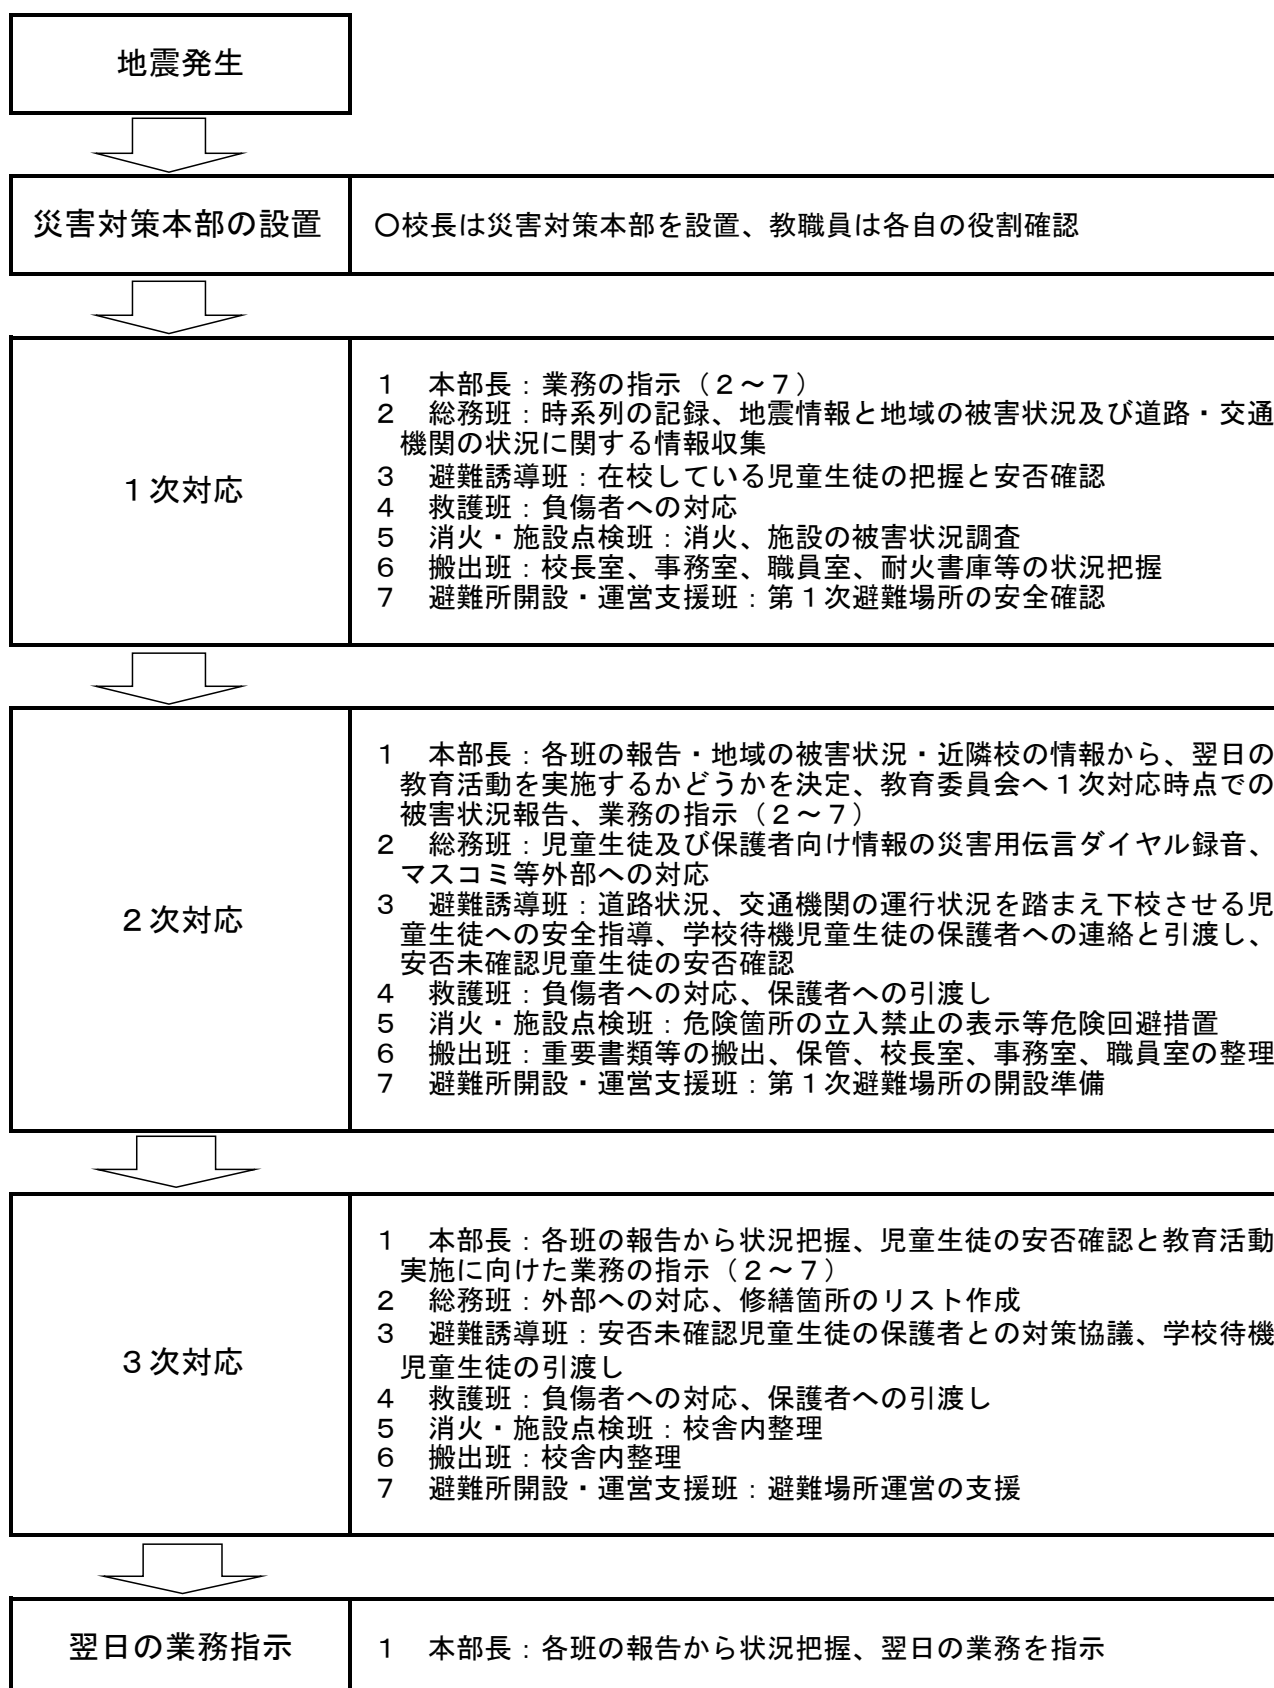 地震発生
災害対策本部の設置
○校長は災害対策本部を設置、教職員は各自の役割確認
１次対応
１　本部長：業務の指示（２～７）
２　総務班：時系列の記録、地震情報と地域の被害状況及び道路・交通
機関の状況に関する情報収集
３　避難誘導班：在校している児童生徒の把握と安否確認
４　救護班：負傷者への対応
５　消火・施設点検班：消火、施設の被害状況調査
６　搬出班：校長室、事務室、職員室、耐火書庫等の状況把握
７　避難所開設・運営支援班：第１次避難場所の安全確認
２次対応
１　本部長：各班の報告・地域の被害状況・近隣校の情報から、翌日の
教育活動を実施するかどうかを決定、教育委員会へ１次対応時点での
被害状況報告、業務の指示（２～７）
２　総務班：児童生徒及び保護者向け情報の災害用伝言ダイヤル録音、
マスコミ等外部への対応
３　避難誘導班：道路状況、交通機関の運行状況を踏まえ下校させる児
童生徒への安全指導、学校待機児童生徒の保護者への連絡と引渡し、
安否未確認児童生徒の安否確認
４　救護班：負傷者への対応、保護者への引渡し
５　消火・施設点検班：危険箇所の立入禁止の表示等危険回避措置
６　搬出班：重要書類等の搬出、保管、校長室、事務室、職員室の整理
７　避難所開設・運営支援班：第１次避難場所の開設準備
３次対応
１　本部長：各班の報告から状況把握、児童生徒の安否確認と教育活動
実施に向けた業務の指示（２～７）
２　総務班：外部への対応、修繕箇所のリスト作成
３　避難誘導班：安否未確認児童生徒の保護者との対策協議、学校待機
児童生徒の引渡し
４　救護班：負傷者への対応、保護者への引渡し
５　消火・施設点検班：校舎内整理
６　搬出班：校舎内整理
７　避難所開設・運営支援班：避難場所運営の支援
翌日の業務指示
１　本部長：各班の報告から状況把握、翌日の業務を指示